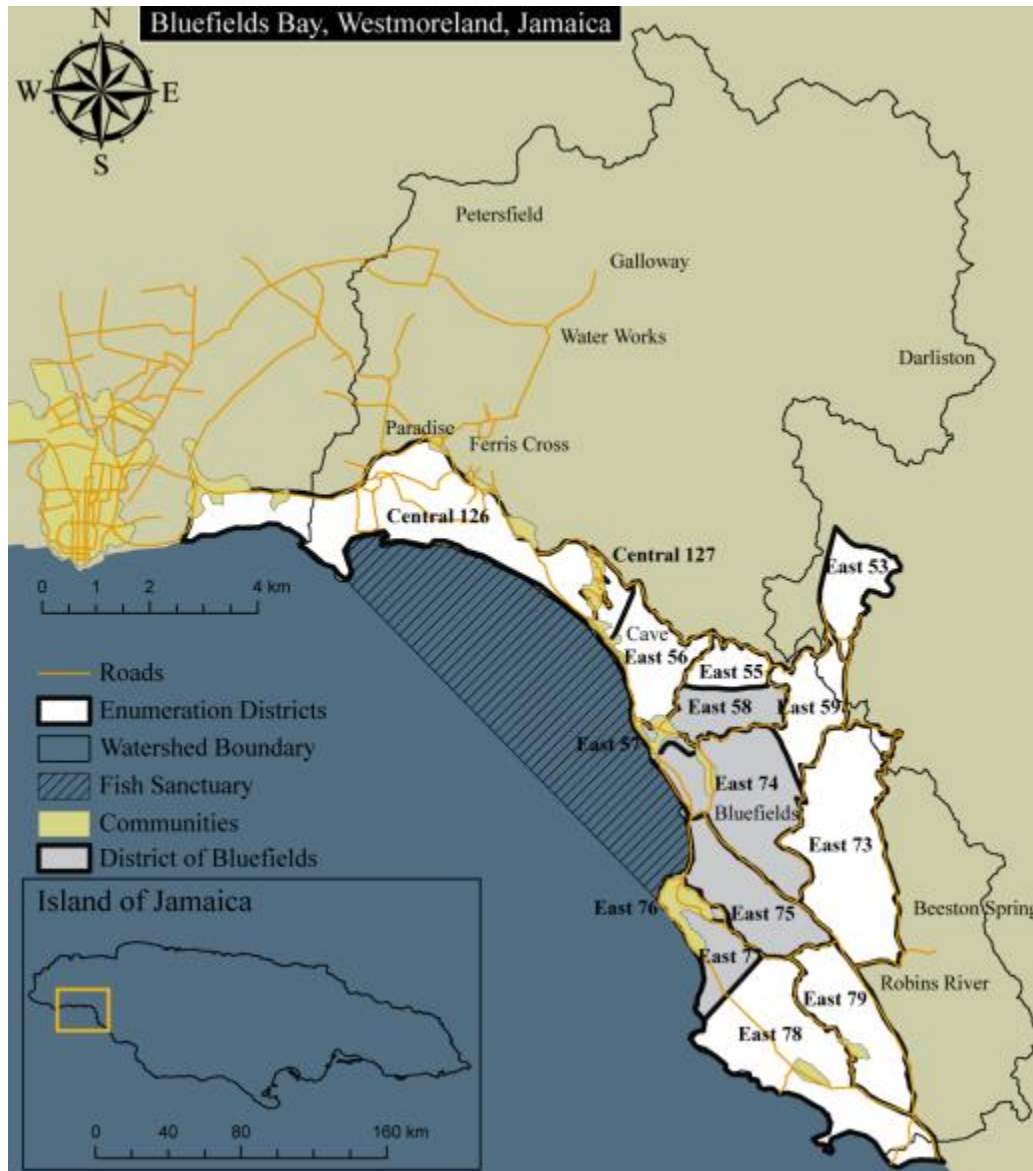 Bluefields Bay, Westmoreland, Jamaica
N
W E
S
Petersfield
Galloway
Water Works
Darliston
Paradise
Ferris Cross
Central 126
Central 127
East 53
Cave
East 56
East 55
East 59
East 58
East 57
East 74
Bluefields
East 73
East 76
East 75
Beeston Spring
East 77
Robins River
East 79
East 78
0 1 2 4 km
Roads
Enumeration Districts
Watershed Boundary
Fish Sanctuary
Communities
District of Bluefields
Island of Jamaica
0 40 80 160 km